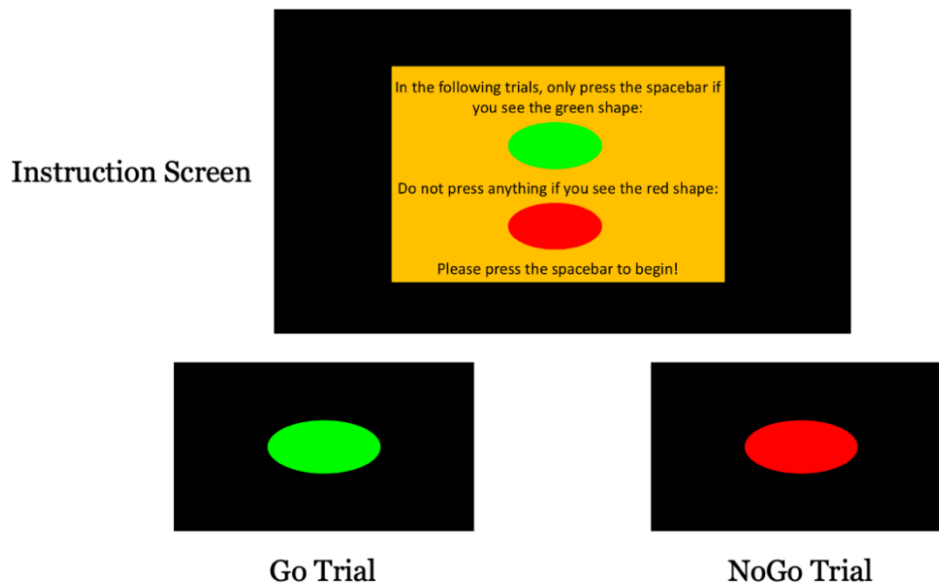 In the following trials, only press the spacebar if
you see the green shape:
Instruction Screen
Do not press anything if you see the red shape:
Please press the spacebar to begin!
Go Trial
NoGo Trial